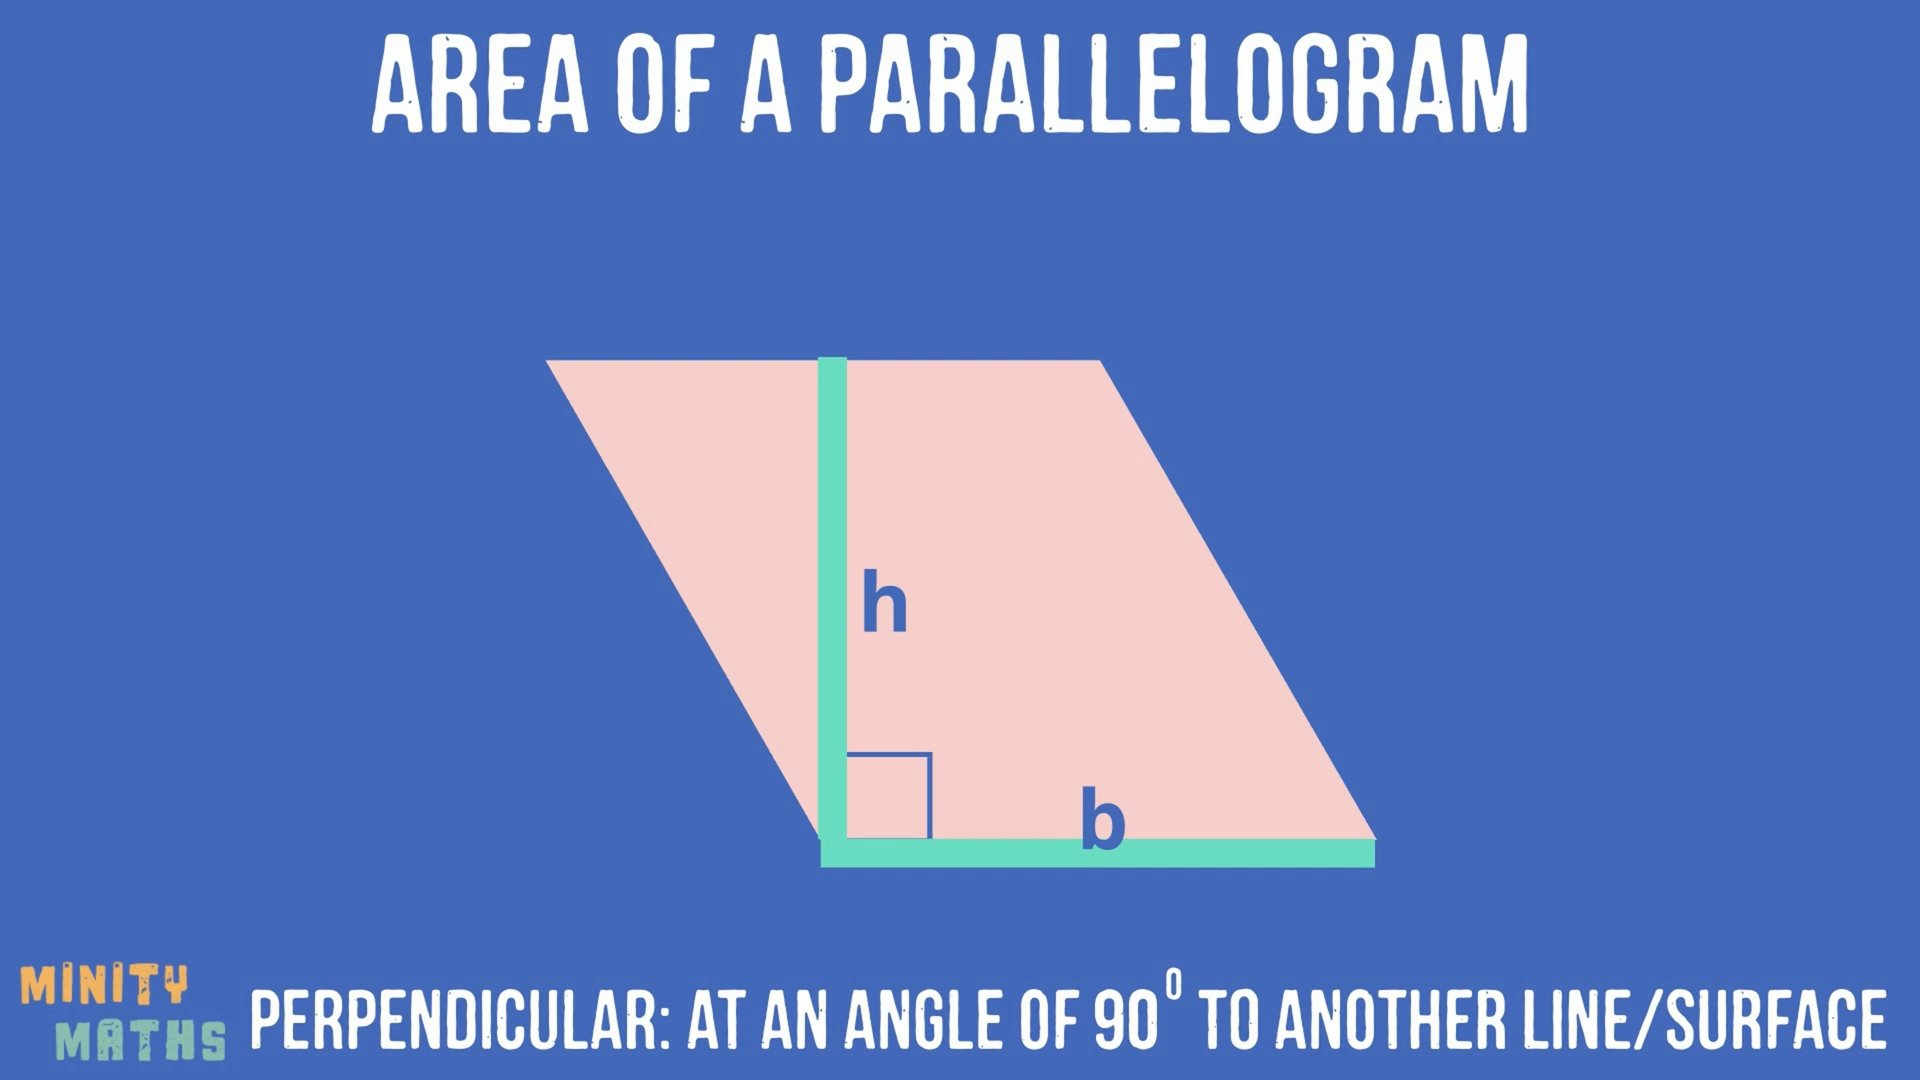 AREA OF A PARALLELOGRAM
h
b
MINITY
MATHS
PERPENDICULAR: AT AN ANGLE OF 90⁰ TO ANOTHER LINE/SURFACE